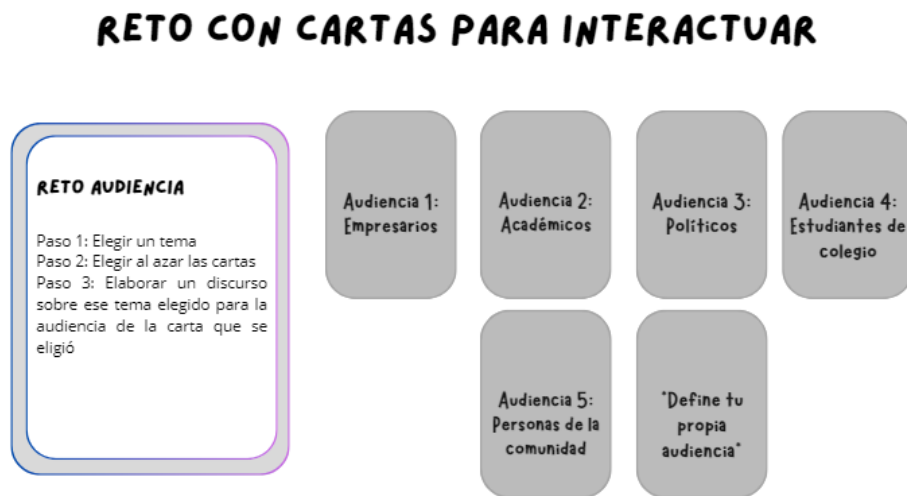 RETO CON CARTAS PARA INTERACTUAR
RETO AUDIENCIA
Paso 1: Elegir un tema
Paso 2: Elegir al azar las cartas
Paso 3: Elaborar un discurso
sobre ese tema elegido para la
audiencia de la carta que se
eligió
Audiencia 1:
Empresarios
Audiencia 2:
Académicos
Audiencia 3:
Políticos
Audiencia 4:
Estudiantes de
colegio
Audiencia 5:
Personas de la
comunidad
"Define tu
propia
audiencia"